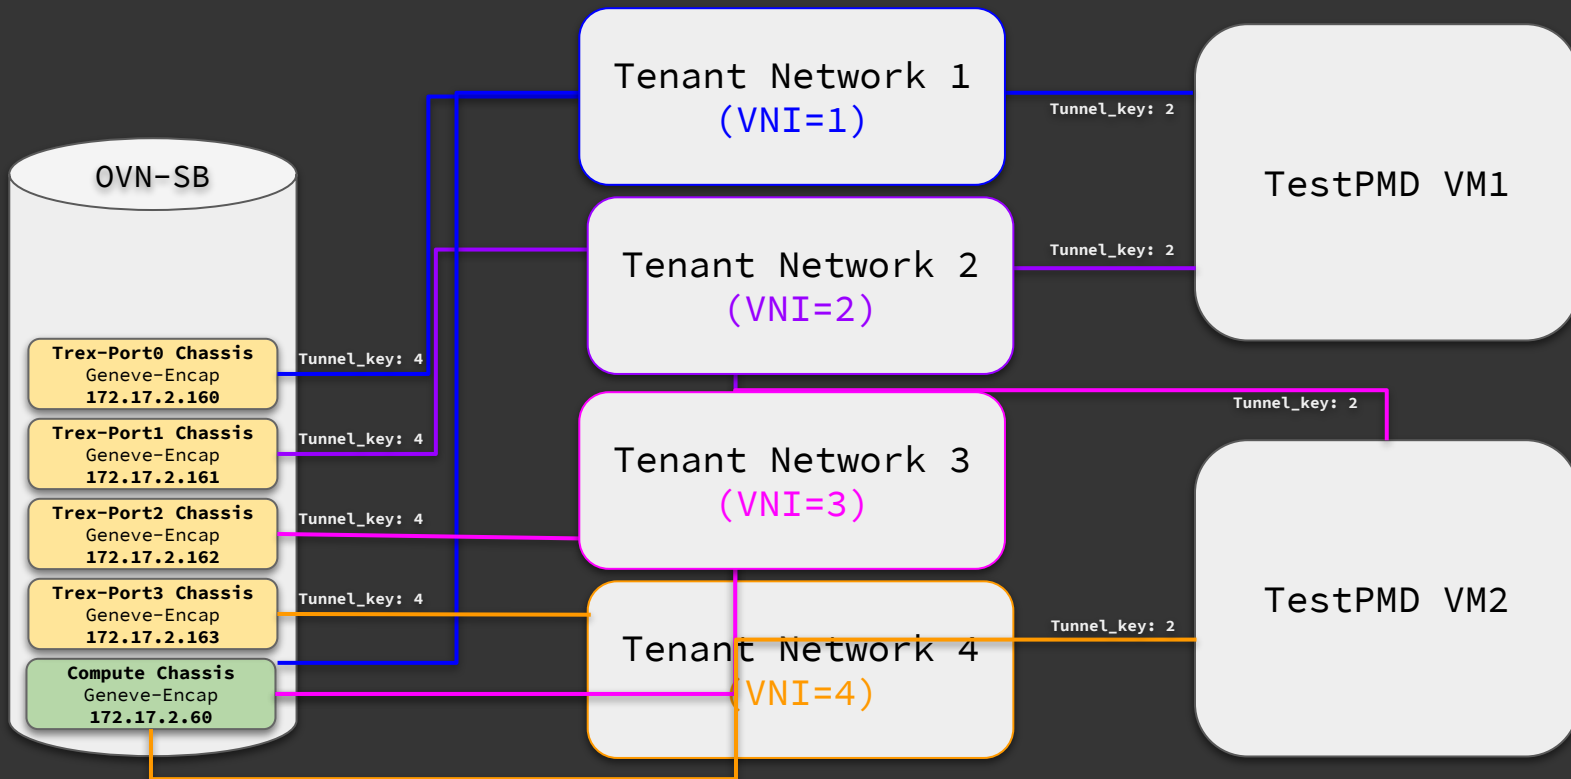 OVN-SB
Trex-Port0 Chassis
Geneve-Encap
172.17.2.160
Trex-Port1 Chassis
Geneve-Encap
172.17.2.161
Trex-Port2 Chassis
Geneve-Encap
172.17.2.162
Trex-Port3 Chassis
Geneve-Encap
172.17.2.163
Compute Chassis
Geneve-Encap
172.17.2.60
Tunnel_key: 4
Tunnel_key: 4
Tunnel_key: 4
Tunnel_key: 4
Tenant Network 1
(VNI=1)
Tenant Network 2
(VNI=2)
Tenant Network 3
(VNI=3)
Tenant Network 4
(VNI=4)
Tunnel_key: 2
Tunnel_key: 2
Tunnel_key: 2
Tunnel_key: 2
TestPMD VM1
TestPMD VM2